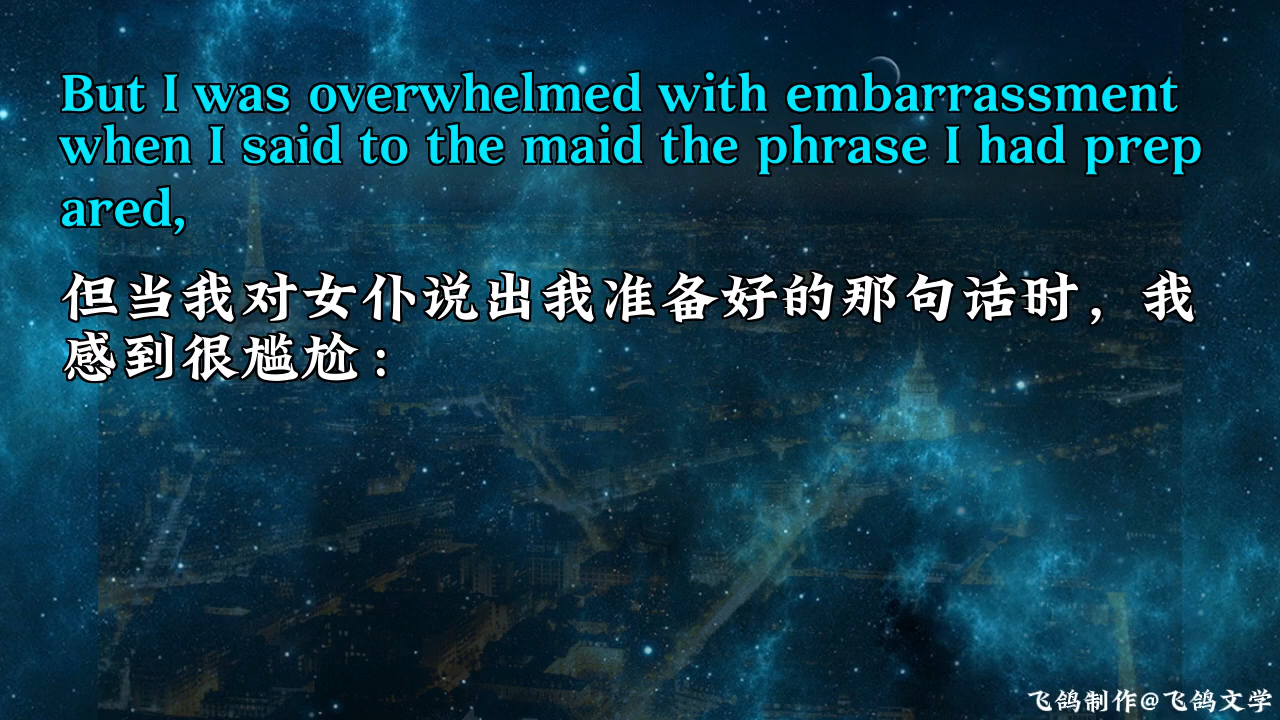 But I was overwhelmed with embarrassment
when I said to the maid the phrase I had prep
ared,
但当我对女仆说出我准备好的那句话时，我
感到很尴尬：
飞鸽制作@飞鸽文学